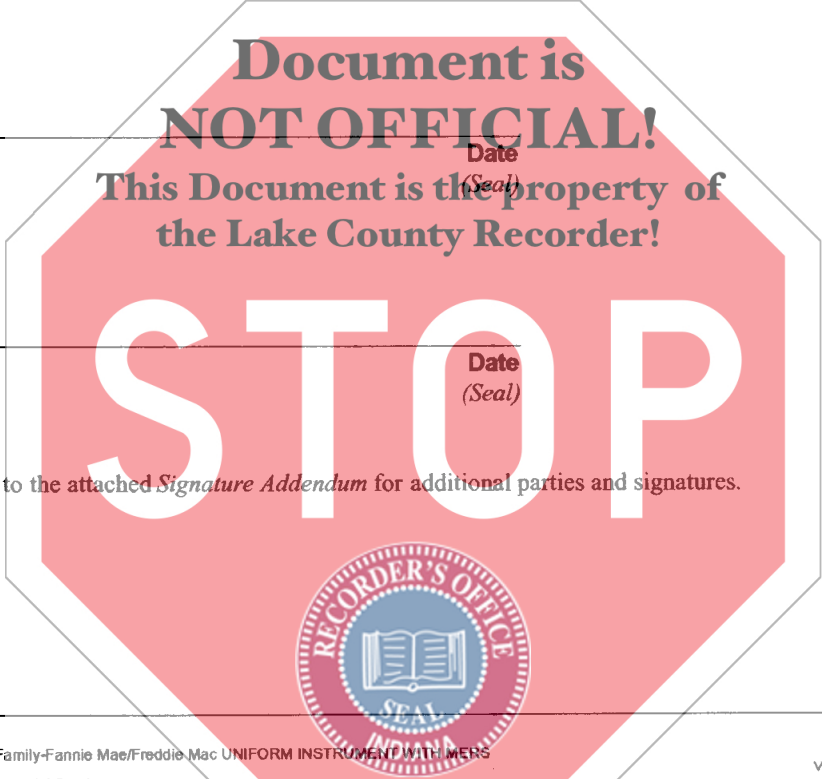 Document is
NOT OFFICIAL!
Date
This Document is the property of
(Seal)
the Lake County Recorder!
STOP
Date
(Seal)
to the attached Signature Addendum for additional parties and signatures.
RECORDER'S OFFICE
SEAL
INDIANA
Family-Fannie Mae/Freddie Mac UNIFORM INSTRUMENT WITH MERS